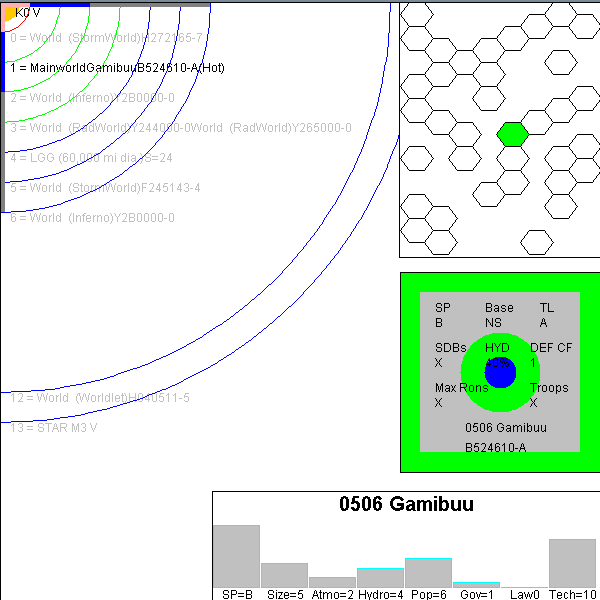 K0 V
0 = World (StormWorld)H272165-7
1 = MainworldGamibuuB524610-A(Hot)
2 = World (Inferno)Y2B0000-0
3 = World (RadWorld)Y244000-0World (RadWorld)Y265000-0
4 = LGG (60,000 mi dia.)S=24
5 = World (StormWorld)F245143-4
6 = World (Inferno)Y2B0000-0
12 = World (Worldlet)H040511-5
13 = STAR M3 V
SP Base TL
B NS A
SDBs HYD DEF CF
X 40% 1
Max Rons Troops
X X
0506 Gamibuu
B524610-A
0506 Gamibuu
SP=B Size=5 Atmo=2 Hydro=4 Pop=6 Gov=1 Law0 Tech=10